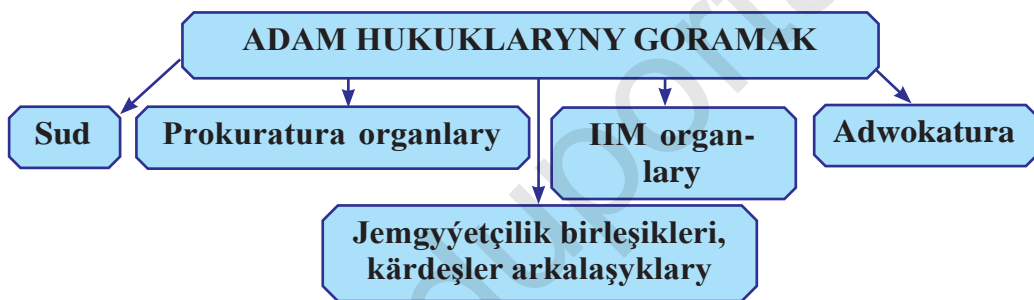 ADAM HUKUKLARYNY GORAMAK
Sud
Prokuratura organlary
IIM organ-
lary
Adwokatura
Jemgyýetçilik birleşikleri,
kärdeşler arkalaşyklary